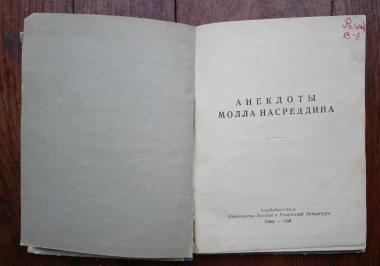 АНЕКДОТЫ
МОЛЛА НАСРЕДДИНА
Азербайджанское
Издательство Детской и Юношеской Литературы
Баку —